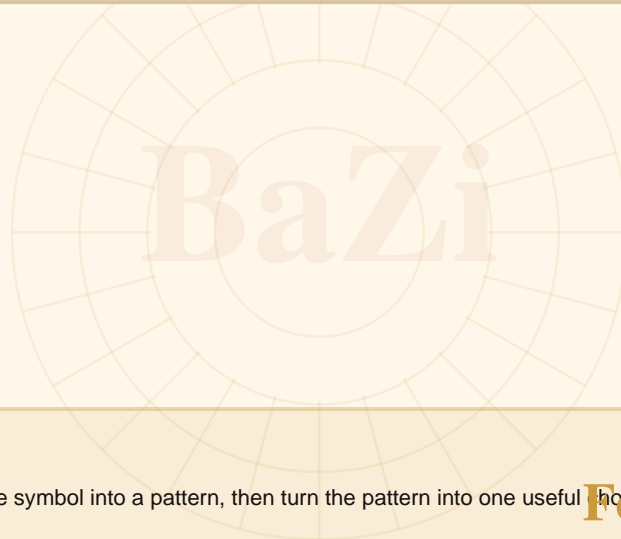 BaZi
e symbol into a pattern, then turn the pattern into one useful